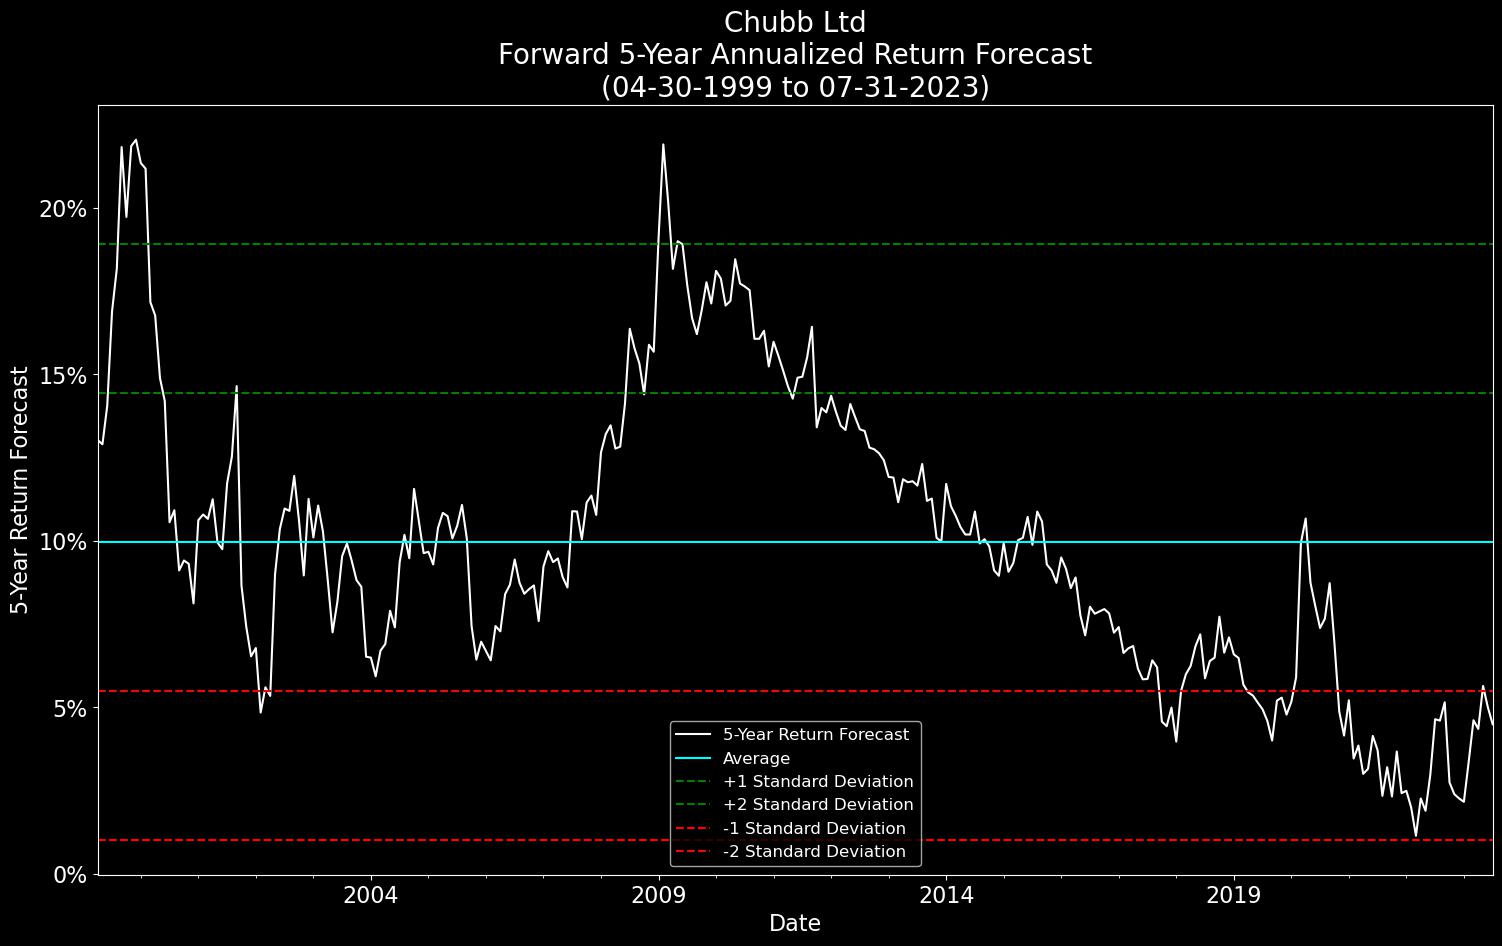 Chubb Ltd
Forward 5-Year Annualized Return Forecast
(04-30-1999 to 07-31-2023)
5-Year Return Forecast
20%
15%
10%
5%
0%
5-Year Return Forecast
Average
+1 Standard Deviation
+2 Standard Deviation
-1 Standard Deviation
-2 Standard Deviation
2004
2009
2014
2019
Date